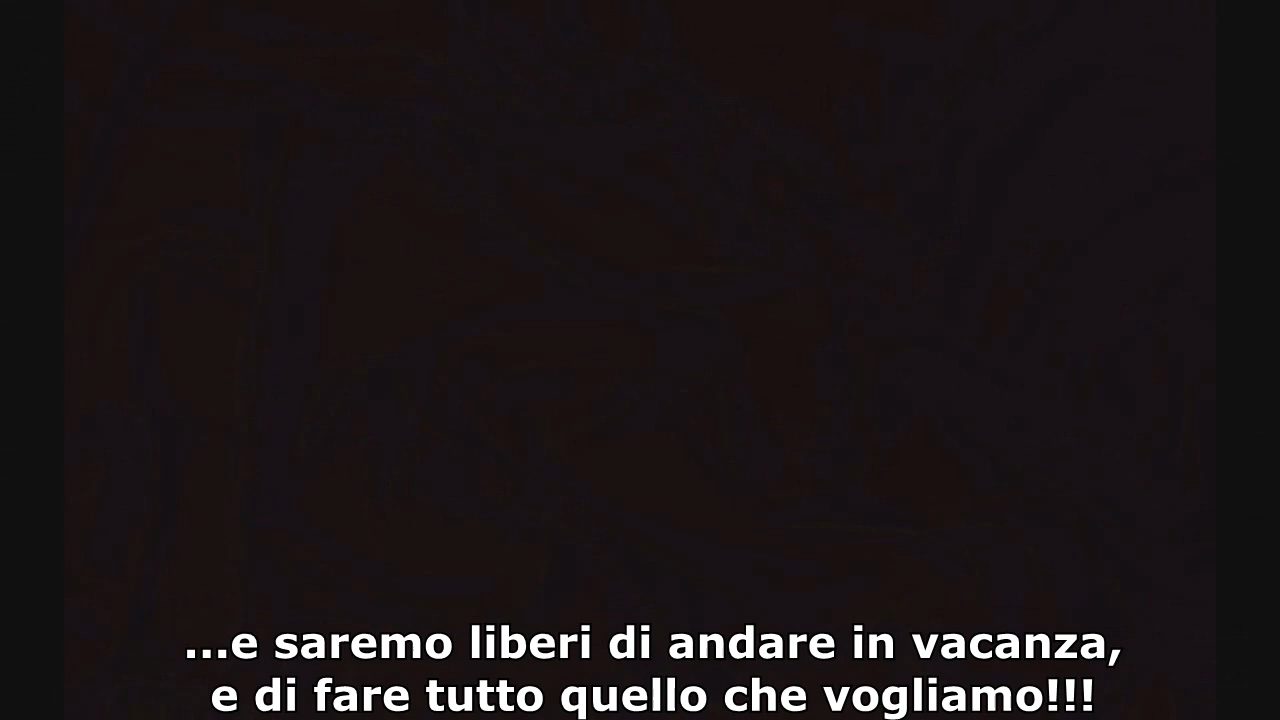 ...e saremo liberi di andare in vacanza,
e di fare tutto quello che vogliamo!!!